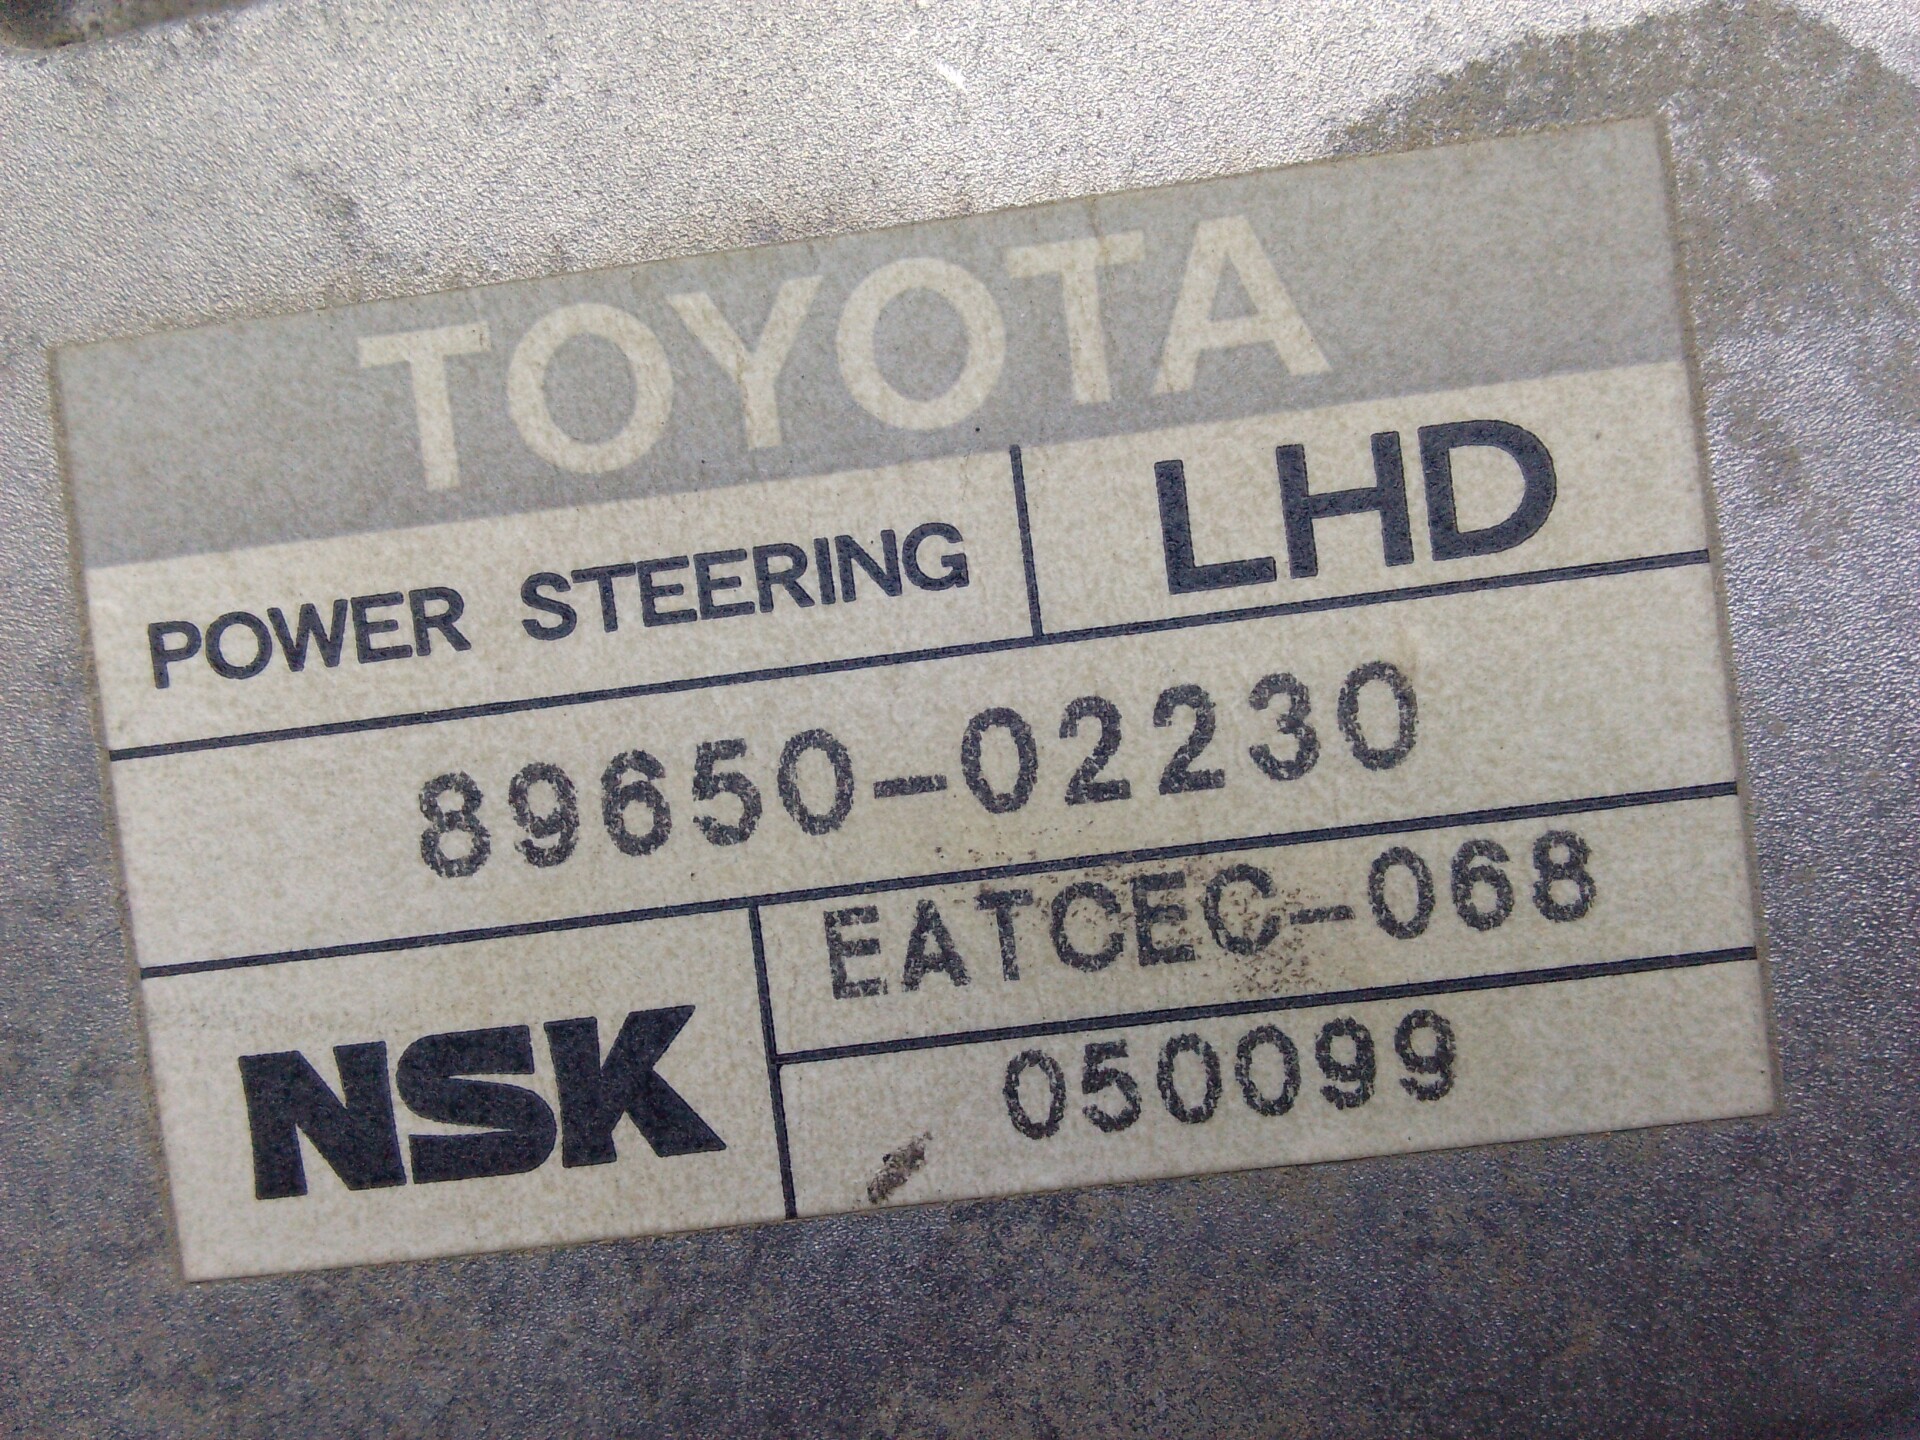 TOYOTA
POWER STEERING LHD
89650-02230
EATCEC-068
NSK
050099